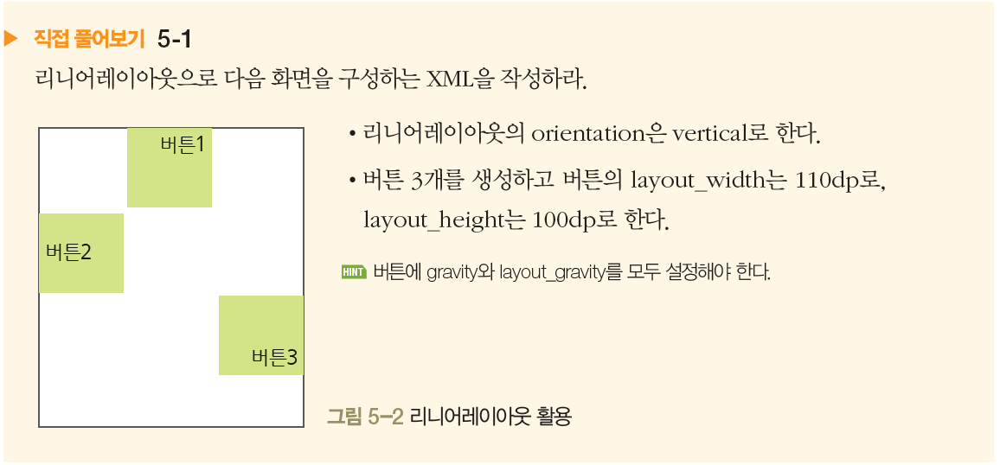 ▶ 직접 풀어보기 5-1
리니어레이아웃으로 다음 화면을 구성하는 XML을 작성하라.
버튼1
버튼2
버튼3
• 리니어레이아웃의 orientation은 vertical로 한다.
• 버튼 3개를 생성하고 버튼의 layout_width는 110dp로,
layout_height는 100dp로 한다.
HINT 버튼에 gravity와 layout_gravity를 모두 설정해야 한다.
그림 5-2 리니어레이아웃 활용